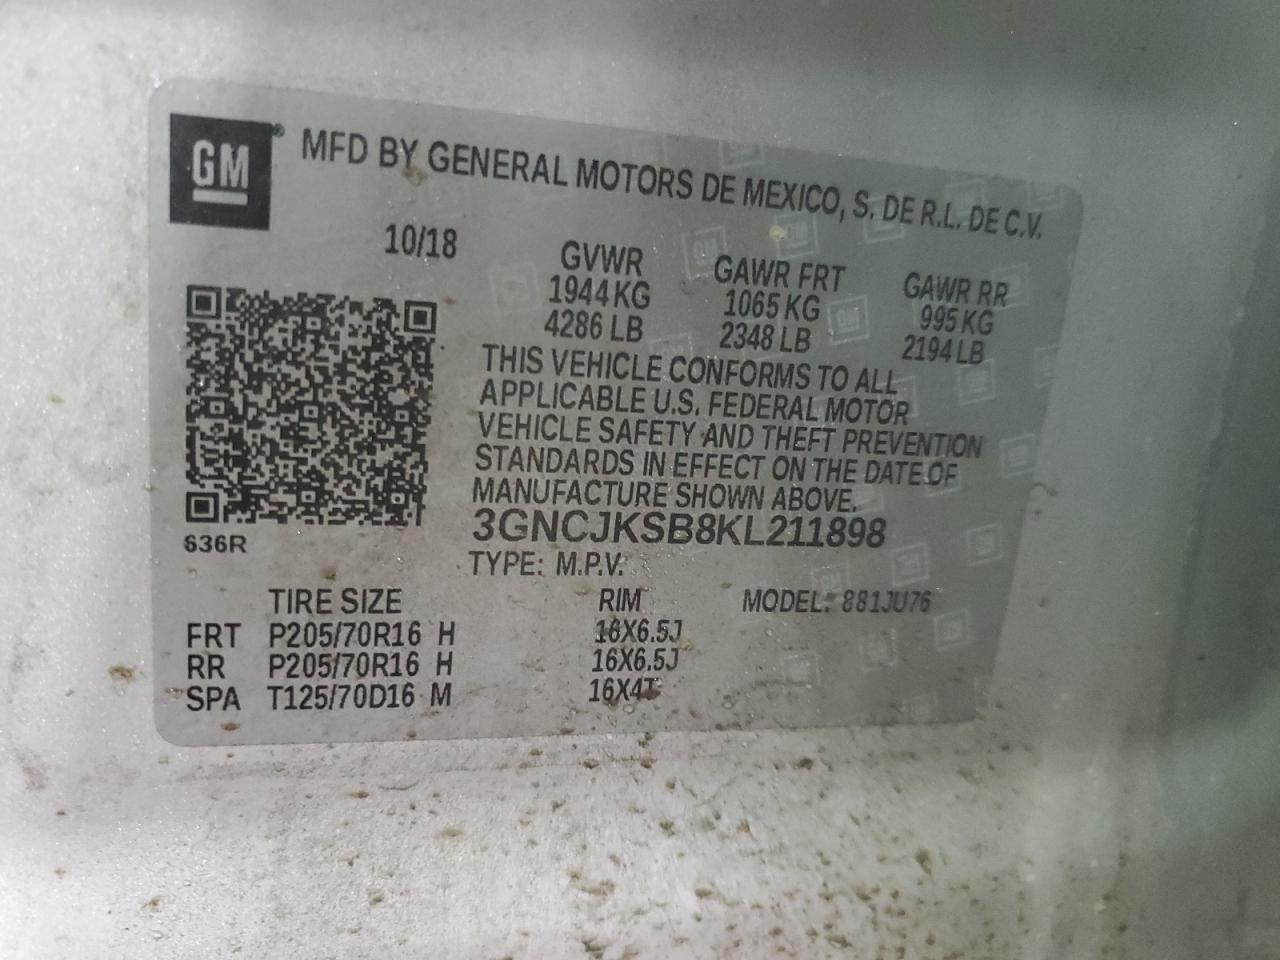 GM MFD BY GENERAL MOTORS DE MEXICO, S. DE R.L. DE C.V.
10/18
GVWR GAWR FRT GAWR RR
1944 KG 1065 KG 995 KG
4286 LB 2348 LB 2194 LB
THIS VEHICLE CONFORMS TO ALL
APPLICABLE U.S. FEDERAL MOTOR
VEHICLE SAFETY AND THEFT PREVENTION
STANDARDS IN EFFECT ON THE DATE OF
MANUFACTURE SHOWN ABOVE.
3GNCJKSB8KL211898
636R
TYPE: M.P.V.
TIRE SIZE RIM MODEL: 881JU76
FRT P205/70R16 H 16X6.5J
RR P205/70R16 H 16X6.5J
SPA T125/70D16 M 16X4T